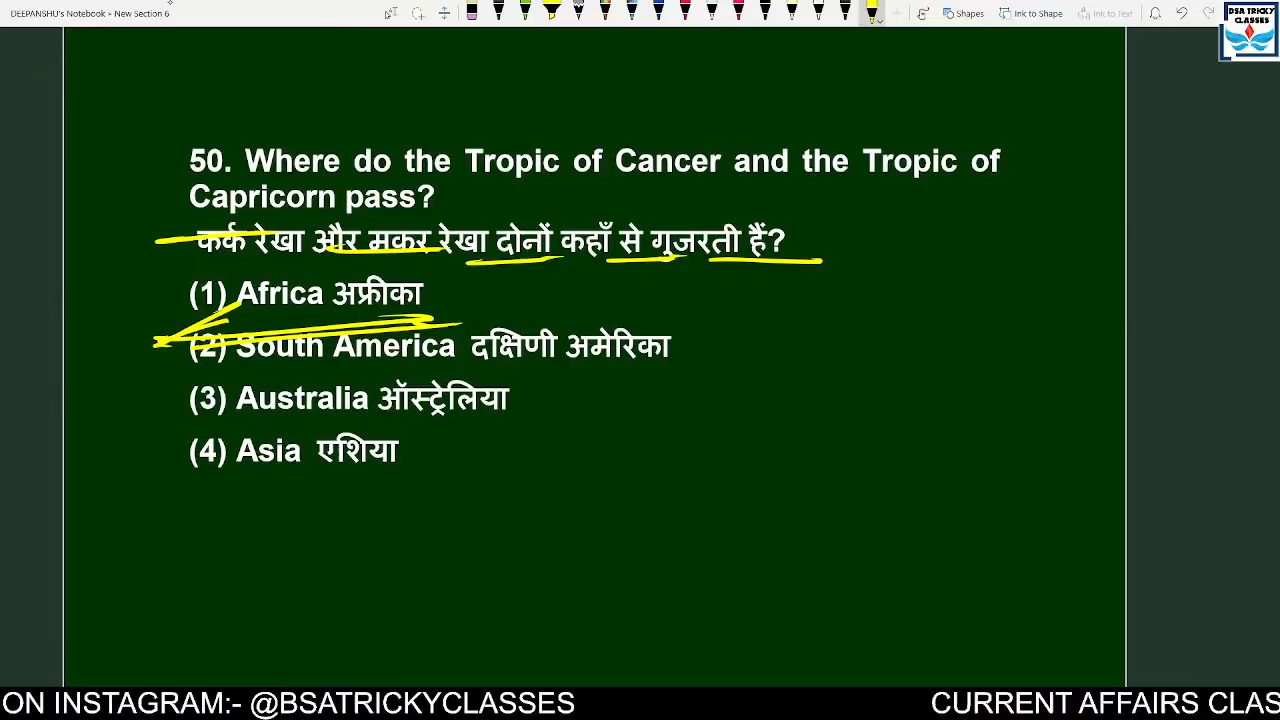 DEEPANSHU's Notebook • New Section 6
Shapes
Ink to Shape
Ink to Text
BSA TRICKY
CLASSES
50. Where do the Tropic of Cancer and the Tropic of
Capricorn pass?
कर्क रेखा और मकर रेखा दोनों कहाँ से गुजरती हैं?
(1) Africa अफ्रीका
(2) South America दक्षिणी अमेरिका
(3) Australia ऑस्ट्रेलिया
(4) Asia एशिया
ON INSTAGRAM:- @BSATRICKYCLASSES
CURRENT AFFAIRS CLAS